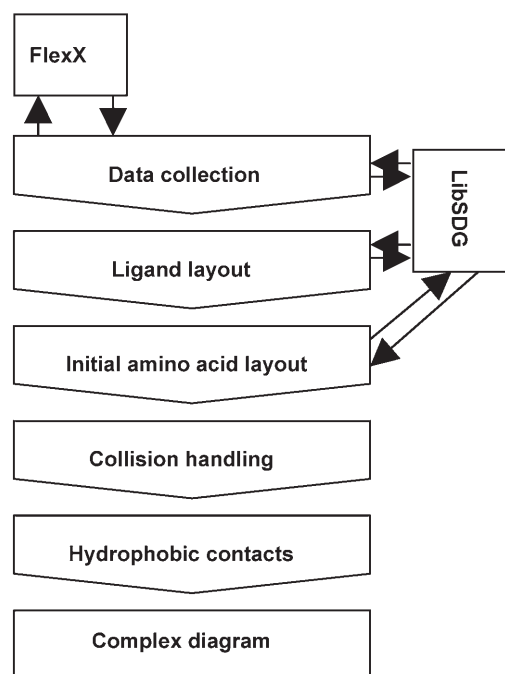 FlexX
Data collection
LibSDG
Ligand layout
Initial amino acid layout
Collision handling
Hydrophobic contacts
Complex diagram